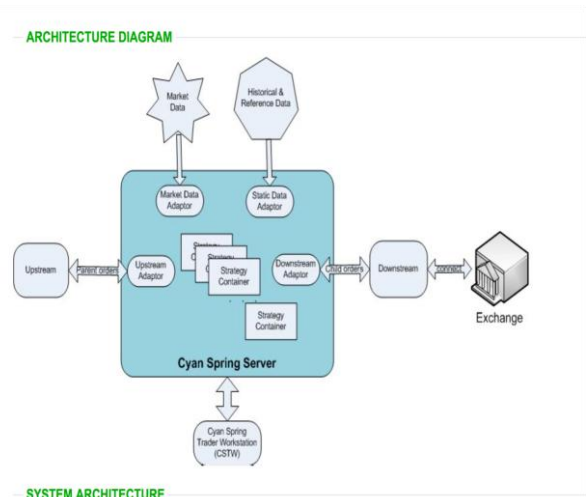 ARCHITECTURE DIAGRAM
Market
Data
Historical &
Reference Data
Market Data
Adaptor
Static Data
Adaptor
Upstream
Parent orders
Upstream
Adaptor
Strategy
Strategy
Strategy
Container
Downstream
Adaptor
Child orders
Downstream
connect
Exchange
Strategy
Container
Cyan Spring Server
Cyan Spring
Trader Workstation
(CSTW)
SYSTEM ARCHITECTURE